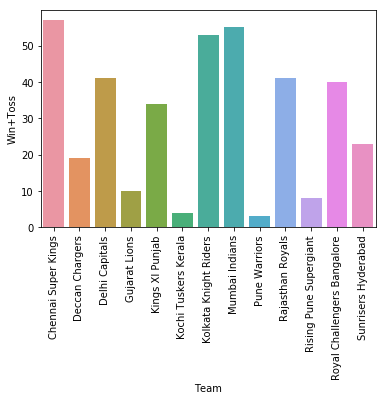 Win+Toss
50
40
30
20
10
0
Chennai Super Kings
Deccan Chargers
Delhi Capitals
Gujarat Lions
Kings XI Punjab
Kochi Tuskers Kerala
Kolkata Knight Riders
Mumbai Indians
Pune Warriors
Rajasthan Royals
Rising Pune Supergiant
Royal Challengers Bangalore
Sunrisers Hyderabad
Team